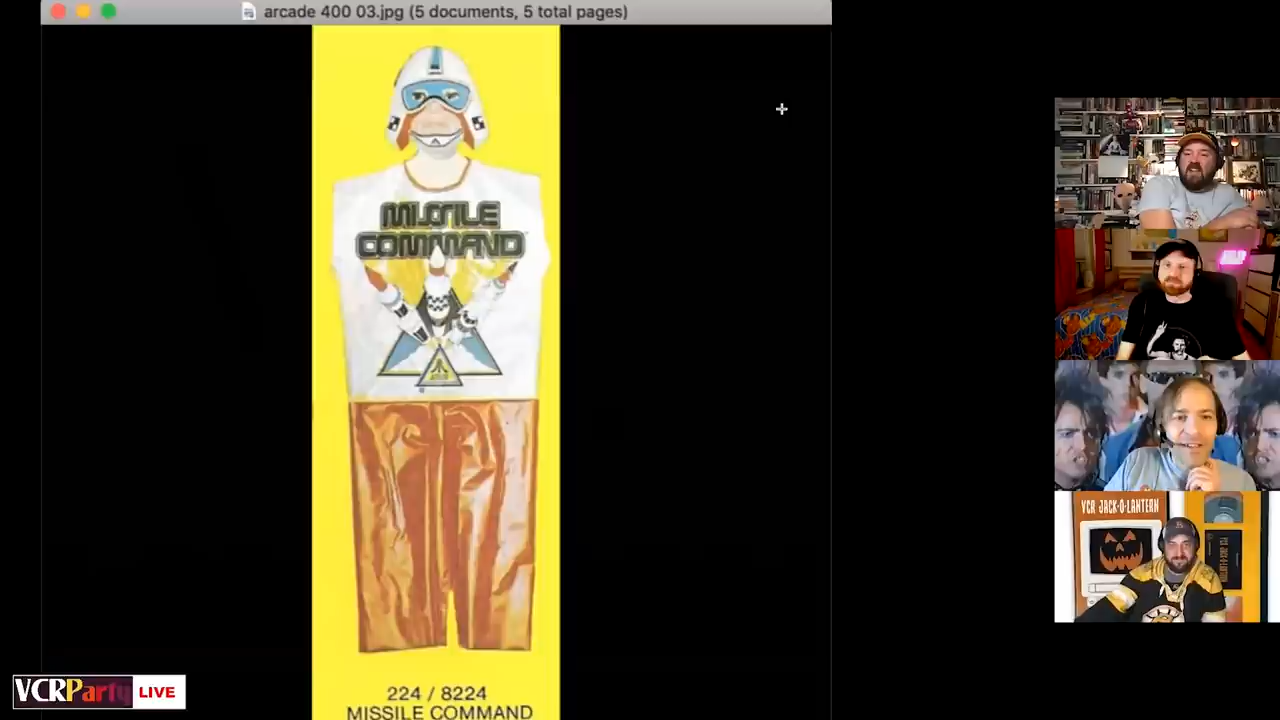 arcade 400 03.jpg (5 documents, 5 total pages)
MISSILE
COMMAND
224 / 8224
MISSILE COMMAND
VCR JACK-O-LANTERN
VCRParty LIVE